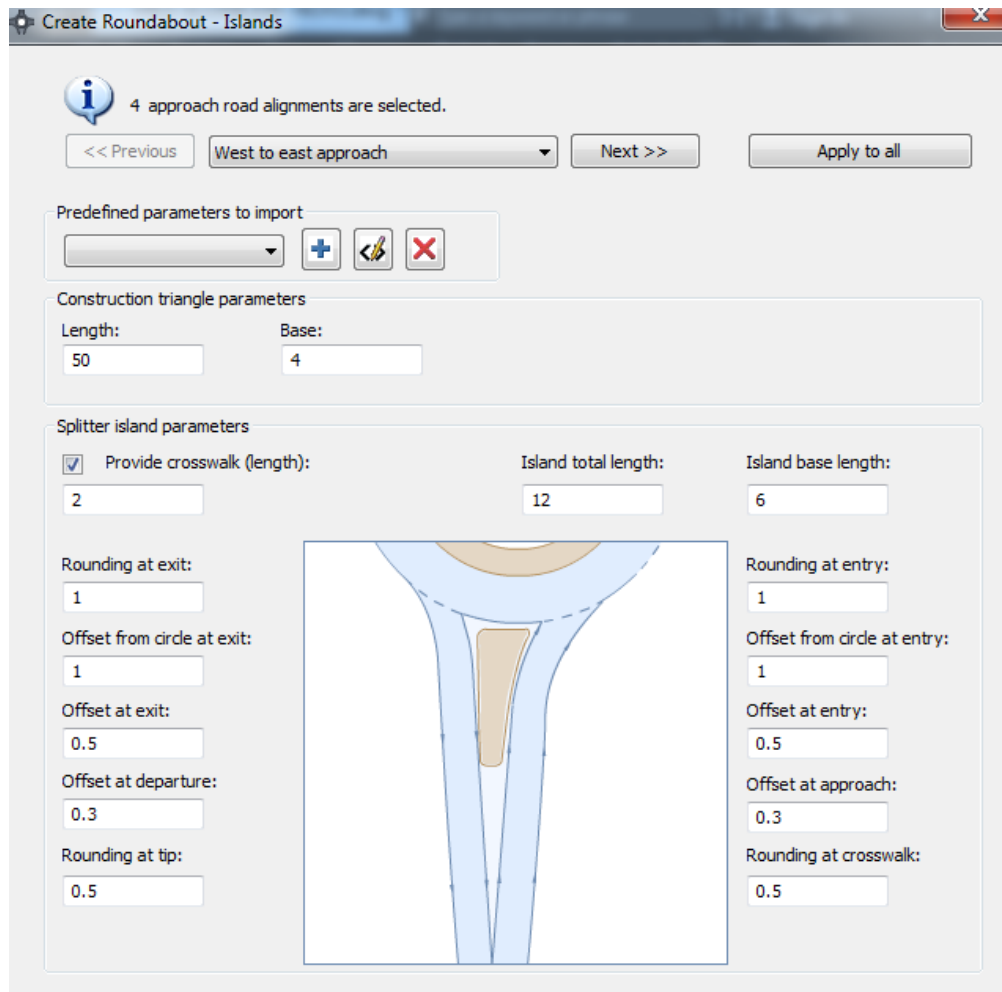 Create Roundabout - Islands
4 approach road alignments are selected.
<< Previous
West to east approach
Next >>
Apply to all
Predefined parameters to import
Construction triangle parameters
Length:
Base:
50
4
Splitter island parameters
Provide crosswalk (length):
Island total length:
Island base length:
2
12
6
Rounding at exit:
Rounding at entry:
1
1
Offset from circle at exit:
Offset from circle at entry:
1
1
Offset at exit:
Offset at entry:
0.5
0.5
Offset at departure:
Offset at approach:
0.3
0.3
Rounding at tip:
Rounding at crosswalk:
0.5
0.5